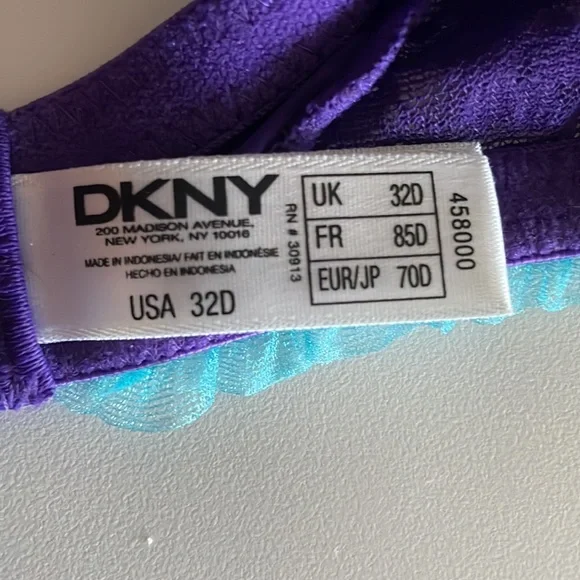 DKNY
200 MADISON AVENUE,
NEW YORK, NY 10016
MADE IN INDONESIA/ FAIT EN INDONÉSIE
HECHO EN INDONESIA
USA 32D
RN # 30913
UK 32D
FR 85D
EUR/JP 70D
458000